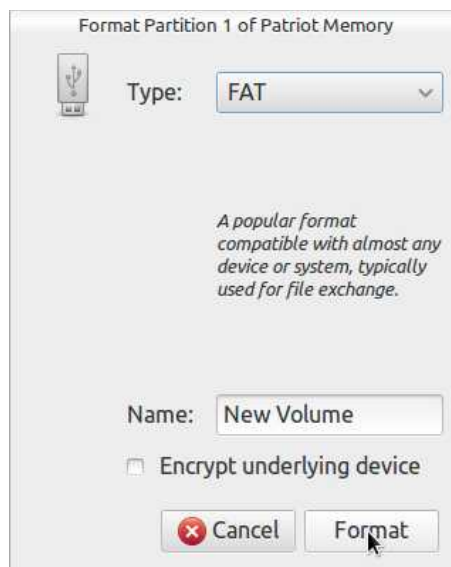 Format Partition 1 of Patriot Memory
Type: FAT
A popular format
compatible with almost any
device or system, typically
used for file exchange.
Name: New Volume
Encrypt underlying device
Cancel Format